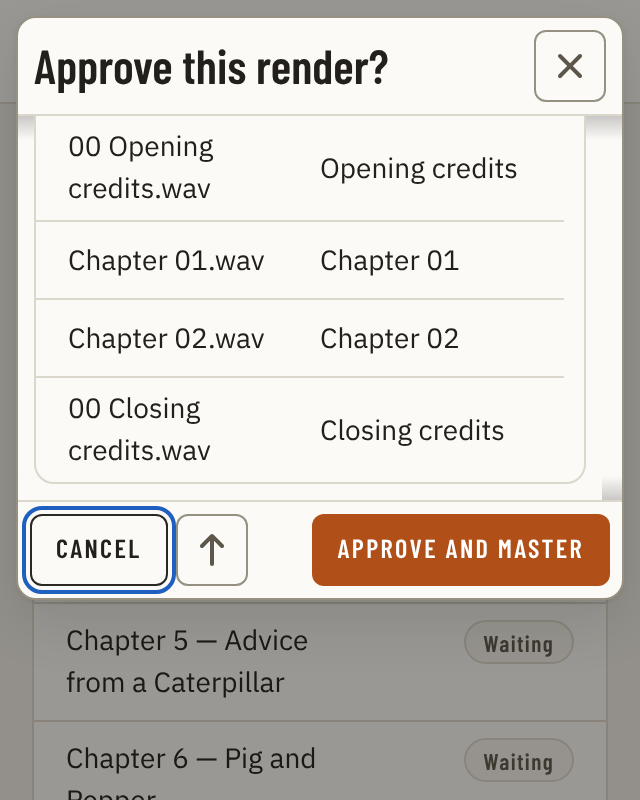 Approve this render?
00 Opening
credits.wav
Opening credits
Chapter 01.wav
Chapter 01
Chapter 02.wav
Chapter 02
00 Closing
credits.wav
Closing credits
CANCEL
APPROVE AND MASTER
Chapter 5 — Advice
from a Caterpillar
Waiting
Chapter 6 — Pig and
Pepper
Waiting